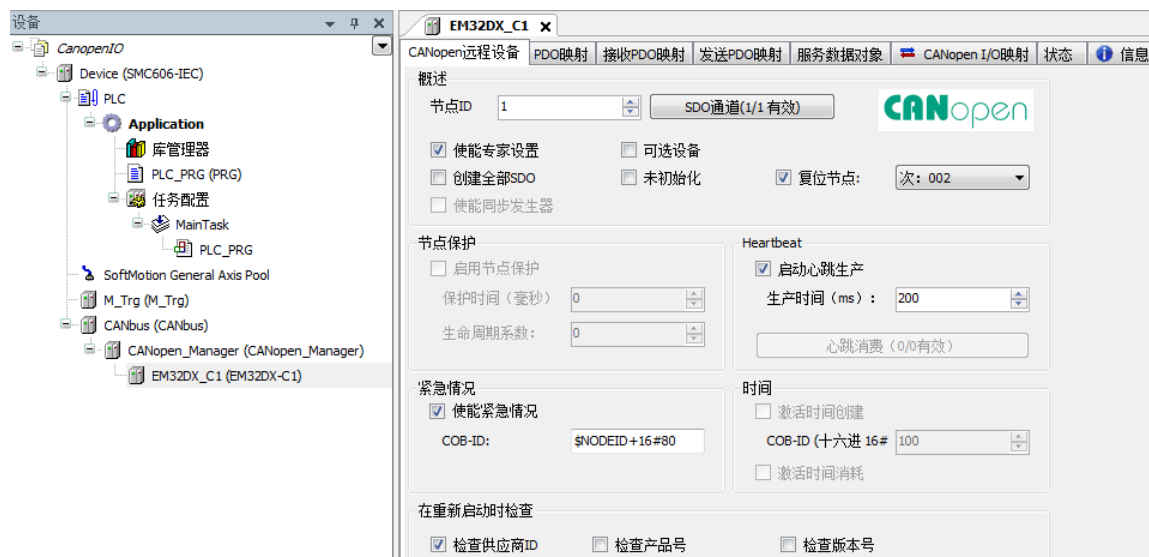 设备
CanopenIO
Device (SMC606-IEC)
PLC
Application
库管理器
PLC_PRG (PRG)
任务配置
MainTask
PLC_PRG
SoftMotion General Axis Pool
M_Trg (M_Trg)
CANbus (CANbus)
CANopen_Manager (CANopen_Manager)
EM32DX_C1 (EM32DX-C1)
EM32DX_C1
CANopen远程设备 PDO映射 接收PDO映射 发送PDO映射 服务数据对象 CANopen I/O映射 状态 信息
概述
节点ID 1 SDO通道(1/1 有效) CANopen
使能专家设置 可选设备
创建全部SDO 未初始化 复位节点: 次: 002
使能同步发生器
节点保护
启用节点保护
保护时间（毫秒） 0
生命周期系数: 0
Heartbeat
启动心跳生产
生产时间（ms）: 200
心跳消费（0/0有效）
紧急情况
使能紧急情况
COB-ID: $NODEID+16#80
时间
激活时间创建
COB-ID (十六进 16# 100
激活时间消耗
在重新启动时检查
检查供应商ID 检查产品号 检查版本号